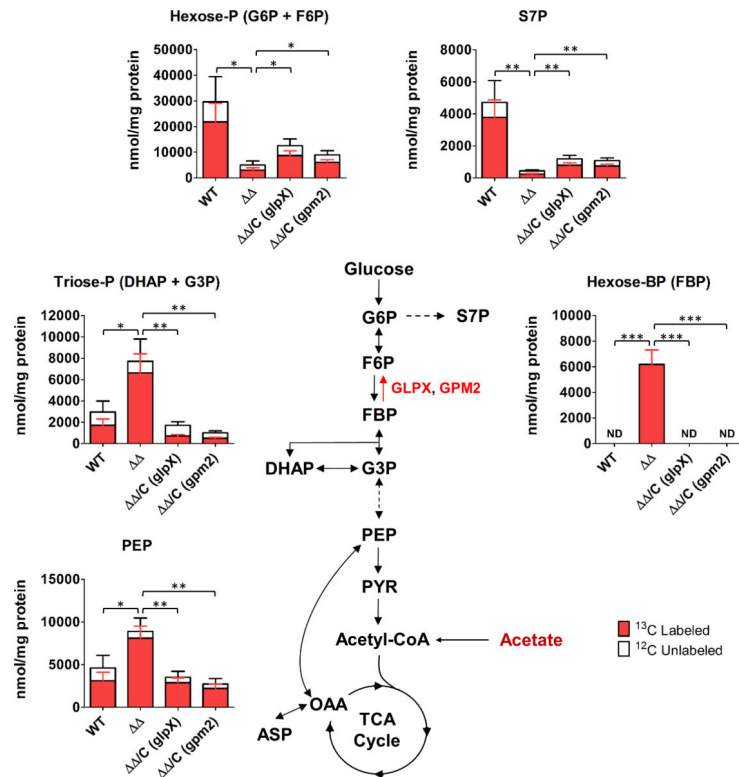 Hexose-P (G6P + F6P)
nmol/mg protein
50000
40000
30000
20000
10000
0
*
*
*
WT
ΔΔ
ΔΔ/C (glpX)
ΔΔ/C (gpm2)
S7P
8000
6000
4000
2000
0
**
**
**
WT
ΔΔ
ΔΔ/C (glpX)
ΔΔ/C (gpm2)
Triose-P (DHAP + G3P)
nmol/mg protein
12000
10000
8000
6000
4000
2000
0
*
**
**
WT
ΔΔ
ΔΔ/C (glpX)
ΔΔ/C (gpm2)
Glucose
G6P
S7P
F6P
GLPX, GPM2
FBP
DHAP
G3P
PEP
PYR
Acetyl-CoA
Acetate
OAA
ASP
TCA
Cycle
Hexose-BP (FBP)
nmol/mg protein
10000
8000
6000
4000
2000
0
***
***
***
ND
ND
ND
WT
ΔΔ
ΔΔ/C (glpX)
ΔΔ/C (gpm2)
PEP
nmol/mg protein
15000
10000
5000
0
*
**
**
WT
ΔΔ
ΔΔ/C (glpX)
ΔΔ/C (gpm2)
¹³C Labeled
¹²C Unlabeled